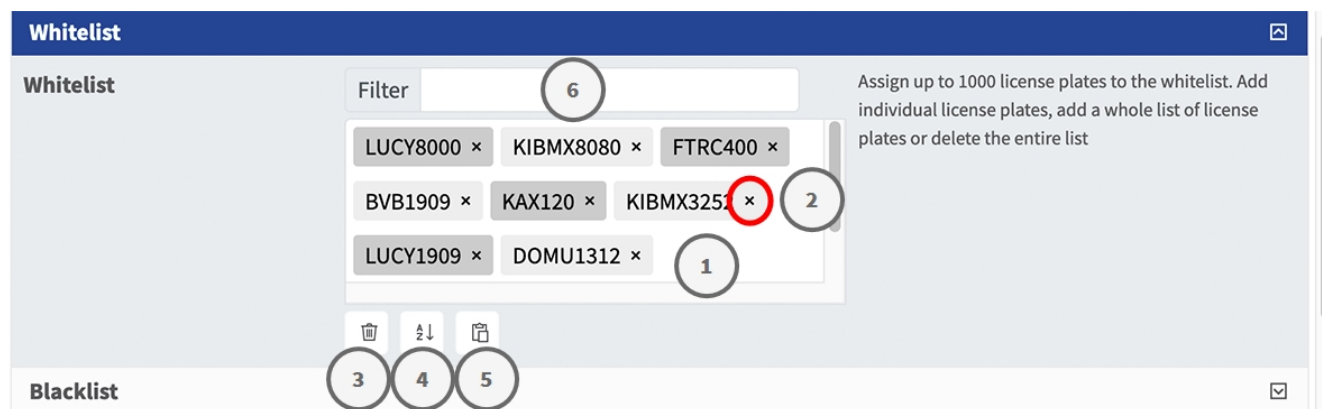 Whitelist
Whitelist
Filter
6
Assign up to 1000 license plates to the whitelist. Add
individual license plates, add a whole list of license
plates or delete the entire list
LUCY8000 × KIBMX8080 × FTRC400 ×
BVB1909 × KAX120 × KIBMX3252 × 2
LUCY1909 × DOMU1312 × 1
A
Z↓
3 4 5
Blacklist